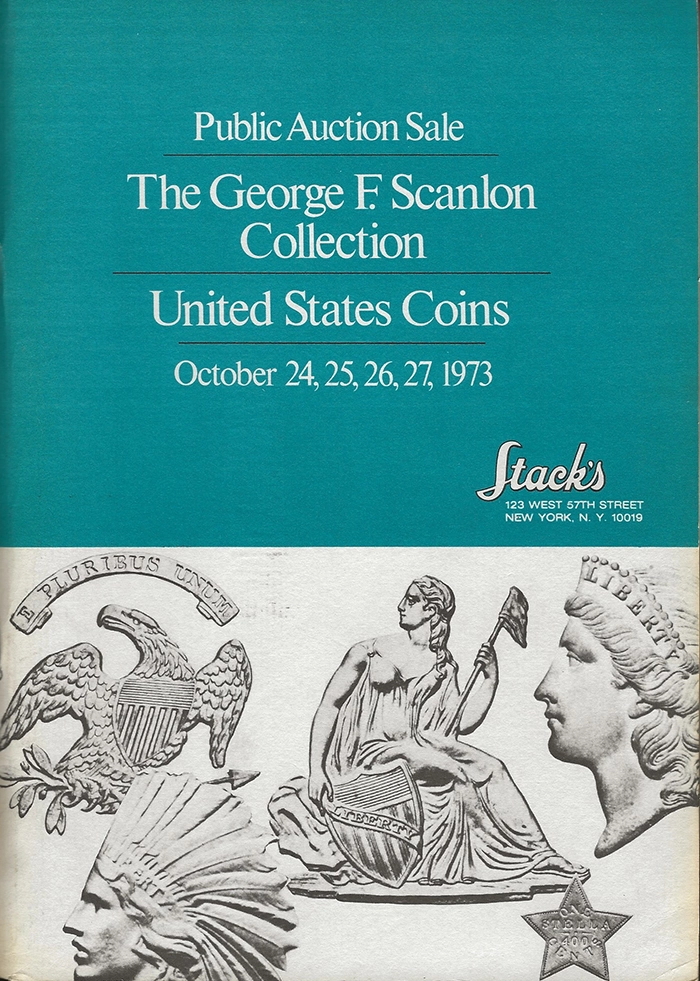 Public Auction Sale
The George F. Scanlon
Collection
United States Coins
October 24, 25, 26, 27, 1973
Stack's
123 WEST 57TH STREET
NEW YORK, N. Y. 10019
E PLURIBUS UNUM
LIBERTY
LIBERTY
ONE
STELLA
400